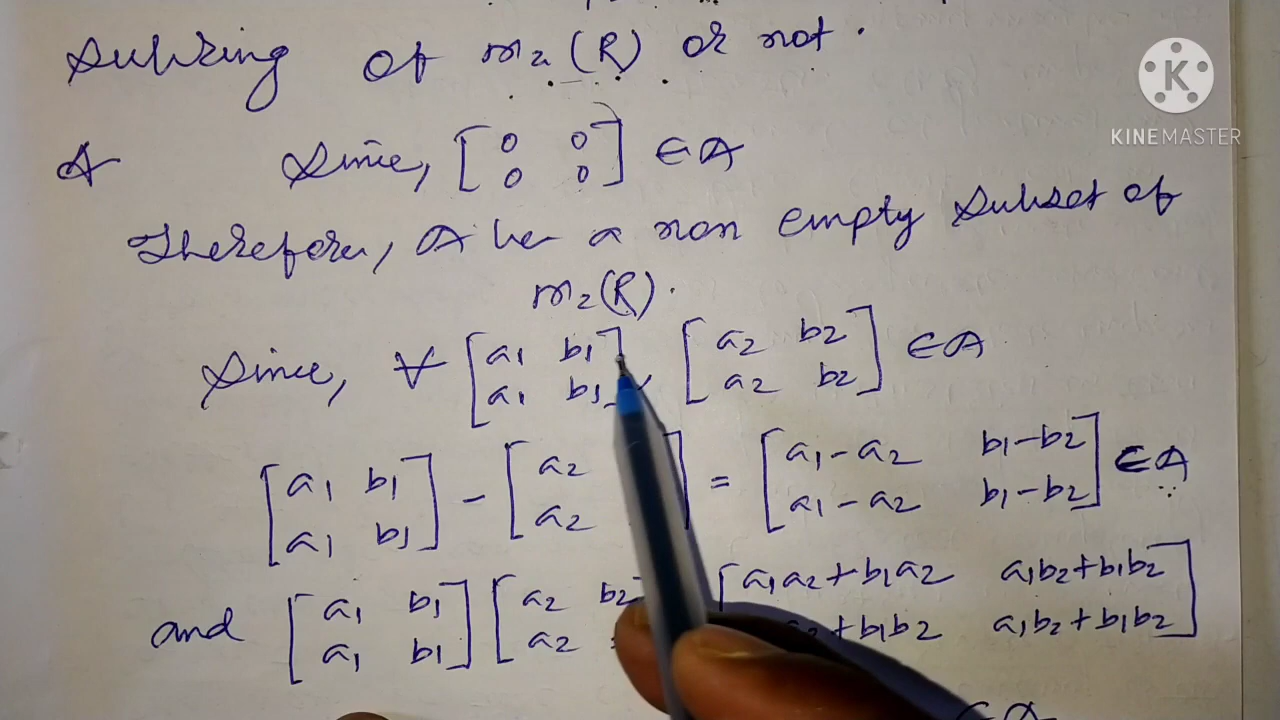 subring of M₂(R) or not.
K
KINEMASTER
A Since, [0 0; 0 0] ∈ A
Therefore, A be a non empty subset of
M₂(R).
Since, ∀ [a₁ b₁; a₁ b₁], [a₂ b₂; a₂ b₂] ∈ A
[a₁ b₁; a₁ b₁] - [a₂; a₂] = [a₁-a₂ b₁-b₂; a₁-a₂ b₁-b₂] ∈ A
and [a₁ b₁; a₁ b₁] [a₂ b₂; a₂ [a₁a₂+b₁a₂ a₁b₂+b₁b₂; a₂+b₁b₂ a₁b₂+b₁b₂]
∈ A